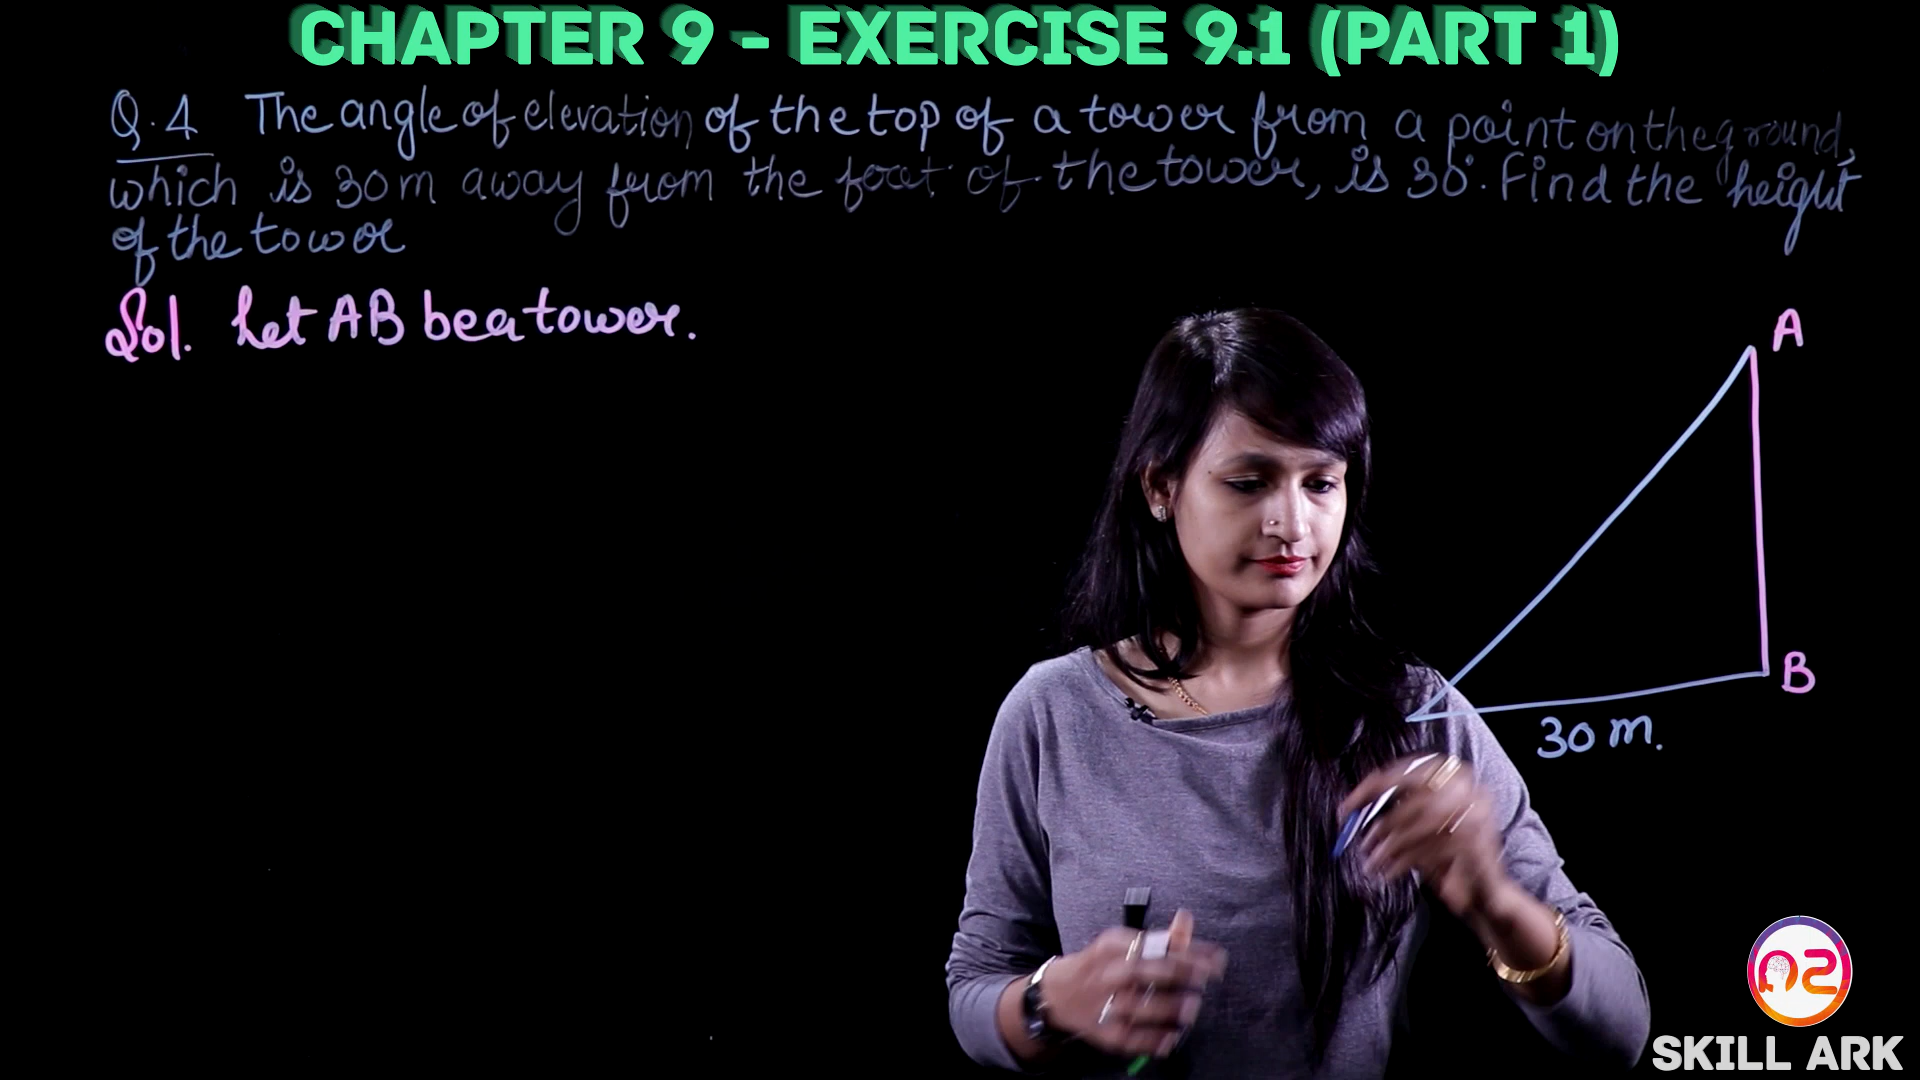 CHAPTER 9 - EXERCISE 9.1 (PART 1)
Q.4 The angle of elevation of the top of a tower from a point on the ground,
which is 30m away from the foot of the tower, is 30°. Find the height
of the tower
Sol. Let AB be a tower.
A
B
30 m.
SKILL ARK